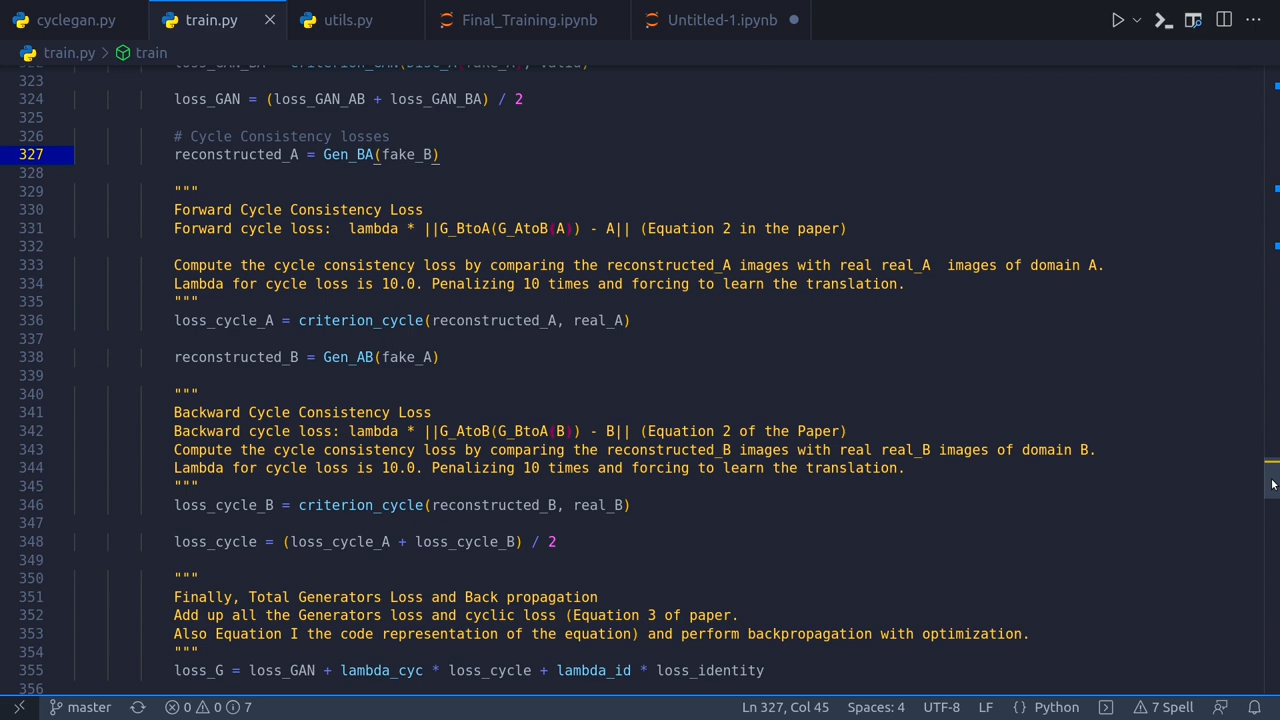 cyclegan.py train.py utils.py Final_Training.ipynb Untitled-1.ipynb
train.py > train
323
324 loss_GAN = (loss_GAN_AB + loss_GAN_BA) / 2
325
326 # Cycle Consistency losses
327 reconstructed_A = Gen_BA(fake_B)
328
329 """
330 Forward Cycle Consistency Loss
331 Forward cycle loss:  lambda * ||G_BtoA(G_AtoB(A)) - A|| (Equation 2 in the paper)
332
333 Compute the cycle consistency loss by comparing the reconstructed_A images with real real_A  images of domain A.
334 Lambda for cycle loss is 10.0. Penalizing 10 times and forcing to learn the translation.
335 """
336 loss_cycle_A = criterion_cycle(reconstructed_A, real_A)
337
338 reconstructed_B = Gen_AB(fake_A)
339
340 """
341 Backward Cycle Consistency Loss
342 Backward cycle loss: lambda * ||G_AtoB(G_BtoA(B)) - B|| (Equation 2 of the Paper)
343 Compute the cycle consistency loss by comparing the reconstructed_B images with real real_B images of domain B.
344 Lambda for cycle loss is 10.0. Penalizing 10 times and forcing to learn the translation.
345 """
346 loss_cycle_B = criterion_cycle(reconstructed_B, real_B)
347
348 loss_cycle = (loss_cycle_A + loss_cycle_B) / 2
349
350 """
351 Finally, Total Generators Loss and Back propagation
352 Add up all the Generators loss and cyclic loss (Equation 3 of paper.
353 Also Equation I the code representation of the equation) and perform backpropagation with optimization.
354 """
355 loss_G = loss_GAN + lambda_cyc * loss_cycle + lambda_id * loss_identity
356
master 0 0 7 Ln 327, Col 45 Spaces: 4 UTF-8 LF {} Python 7 Spell